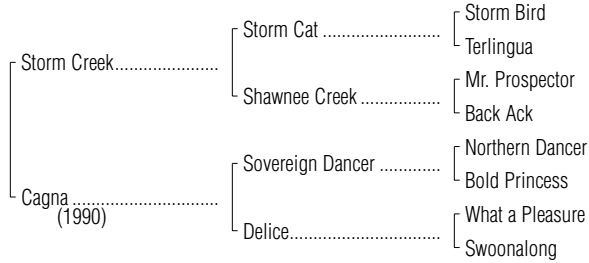 Storm Bird
Storm Cat ..........................
Terlingua
Storm Creek.......................
Mr. Prospector
Shawnee Creek ..................
Back Ack
Northern Dancer
Sovereign Dancer .............
Bold Princess
Cagna ................................
(1990)
What a Pleasure
Delice.................................
Swoonalong